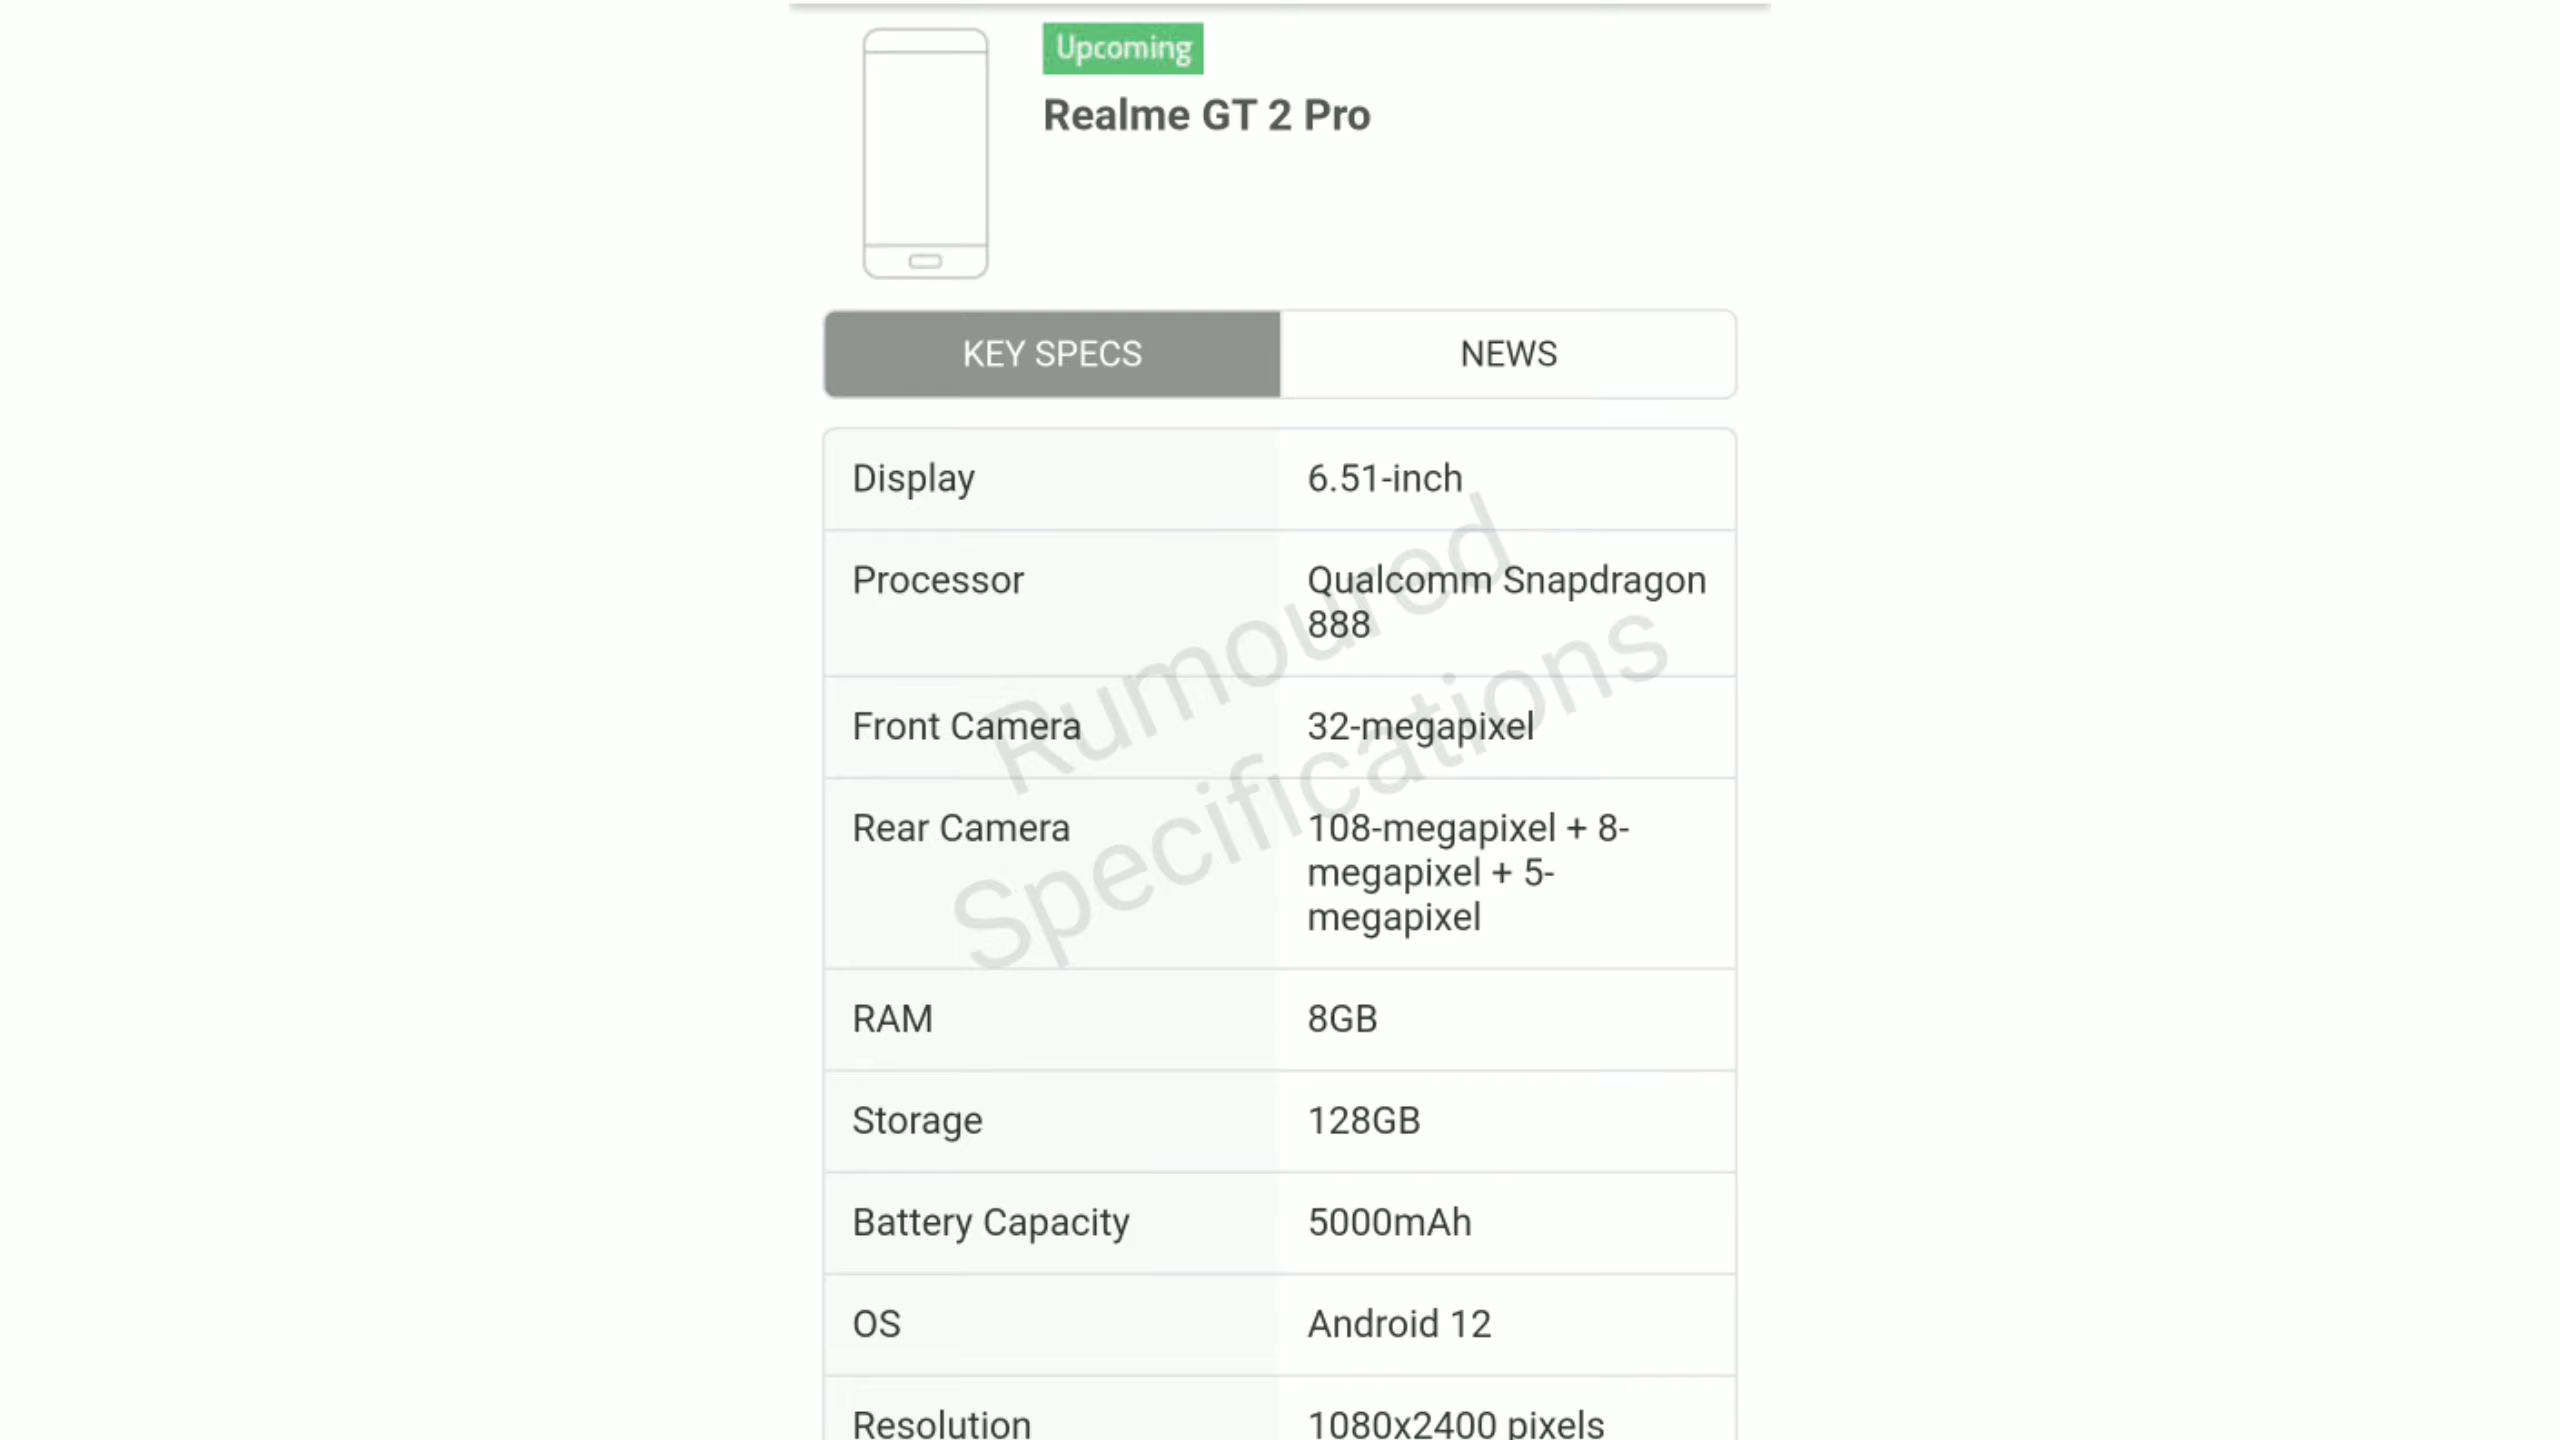 Upcoming
Realme GT 2 Pro
KEY SPECS
NEWS
Display
6.51-inch
Processor
Qualcomm Snapdragon
888
Front Camera
32-megapixel
Rear Camera
108-megapixel + 8-
megapixel + 5-
megapixel
RAM
8GB
Storage
128GB
Battery Capacity
5000mAh
OS
Android 12
Resolution
1080x2400 pixels
Rumoured
Specifications